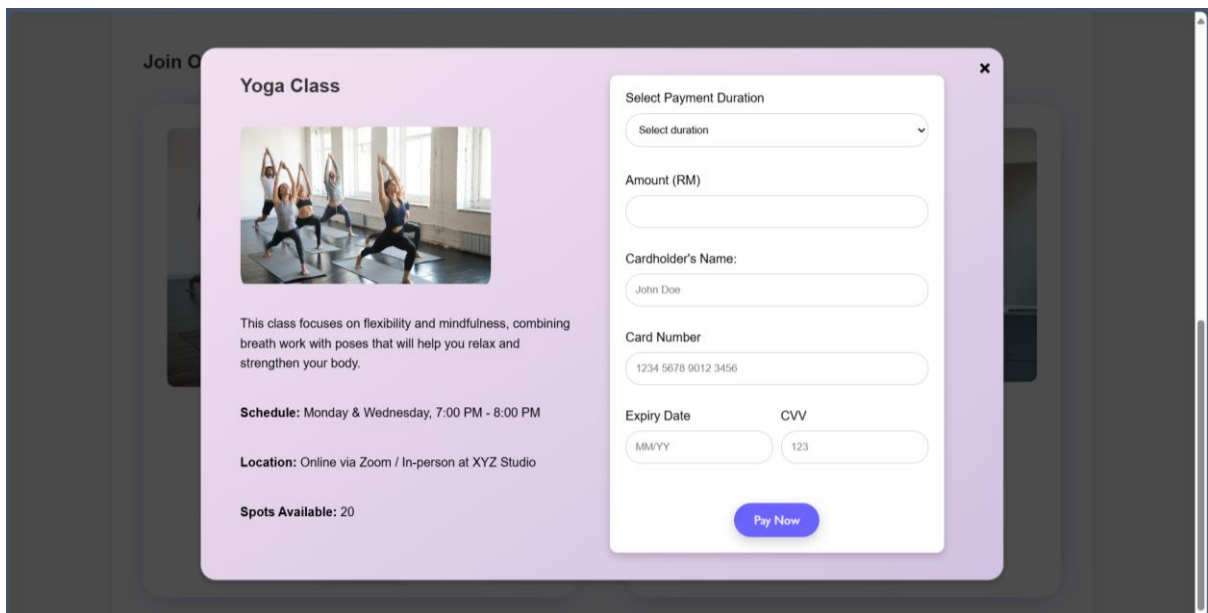 Join O
Yoga Class
This class focuses on flexibility and mindfulness, combining
breath work with poses that will help you relax and
strengthen your body.
Schedule: Monday & Wednesday, 7:00 PM - 8:00 PM
Location: Online via Zoom / In-person at XYZ Studio
Spots Available: 20
Select Payment Duration
Select duration
Amount (RM)
Cardholder's Name:
John Doe
Card Number
1234 5678 9012 3456
Expiry Date CVV
MM/YY 123
Pay Now